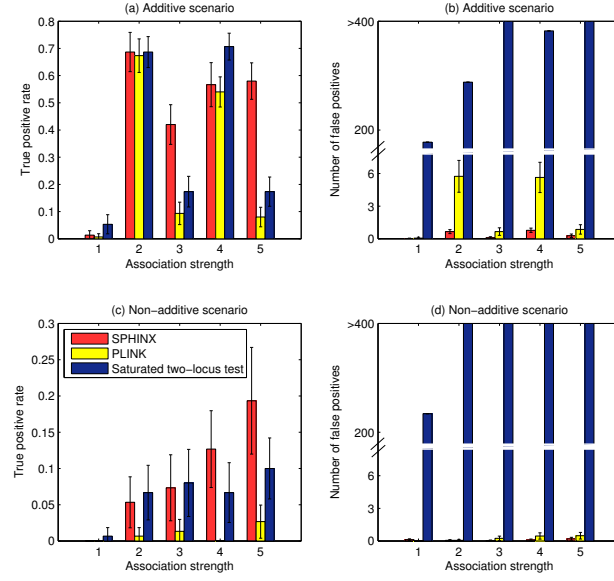 (a) Additive scenario
True positive rate
0.8
0.7
0.6
0.5
0.4
0.3
0.2
0.1
0
1 2 3 4 5
Association strength
(b) Additive scenario
Number of false positives
>400
200
6
3
0
1 2 3 4 5
Association strength
(c) Non-additive scenario
True positive rate
0.3
0.25
0.2
0.15
0.1
0.05
0
SPHINX
PLINK
Saturated two-locus test
1 2 3 4 5
Association strength
(d) Non-additive scenario
Number of false positives
>400
200
6
3
0
1 2 3 4 5
Association strength